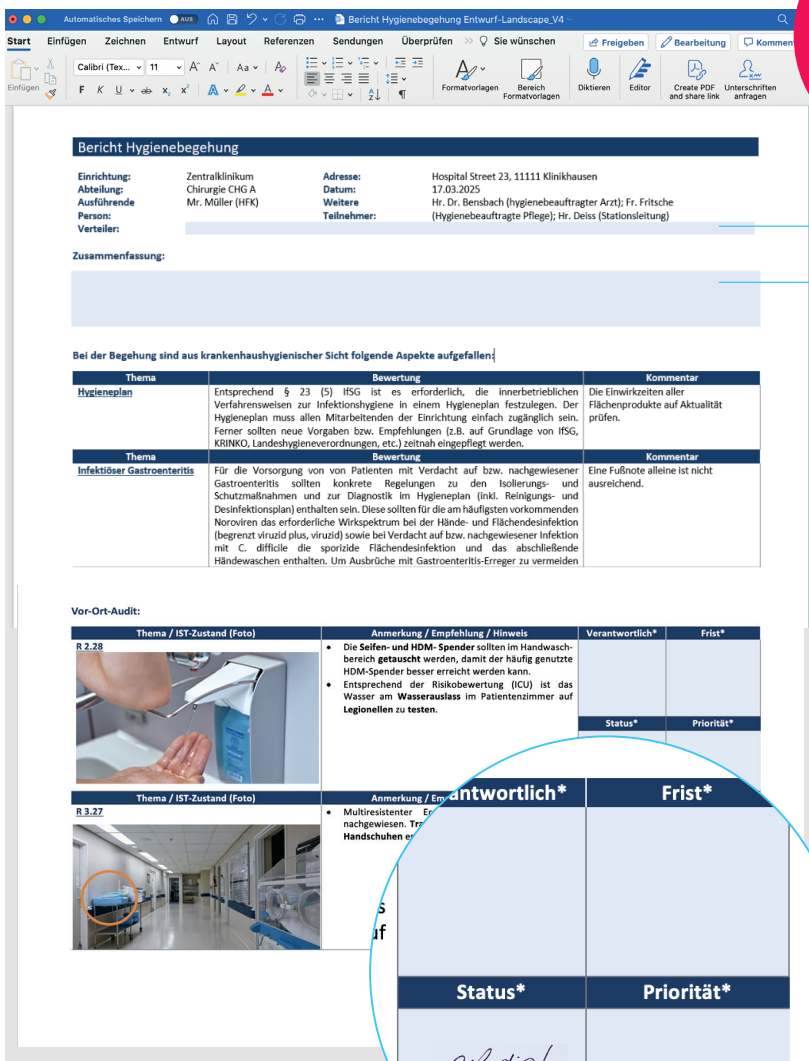 Automatisches Speichern AUS Bericht Hygienebegehung Entwurf-Landscape_V4
Start Einfügen Zeichnen Entwurf Layout Referenzen Sendungen Überprüfen >> Sie wünschen Freigeben Bearbeitung Kommen
Einfügen Calibri (Tex... 11 A A Aa A
F K U ab x₂ x² A A
Formatvorlagen Bereich Formatvorlagen Diktieren Editor Create PDF and share link Unterschriften anfragen
Bericht Hygienebegehung
Einrichtung: Zentralklinikum Adresse: Hospital Street 23, 11111 Klinikhausen
Abteilung: Chirurgie CHG A Datum: 17.03.2025
Ausführende Mr. Müller (HFK) Weitere Hr. Dr. Bensbach (hygienebeauftragter Arzt); Fr. Fritsche
Person: Teilnehmer: (Hygienebeauftragte Pflege); Hr. Deiss (Stationsleitung)
Verteiler:
Zusammenfassung:
Bei der Begehung sind aus krankenhaushygienischer Sicht folgende Aspekte aufgefallen:
Thema Bewertung Kommentar
Hygieneplan Entsprechend § 23 (5) IfSG ist es erforderlich, die innerbetrieblichen Die Einwirkzeiten aller
Verfahrensweisen zur Infektionshygiene in einem Hygieneplan festzulegen. Der Flächenprodukte auf Aktualität
Hygieneplan muss allen Mitarbeitenden der Einrichtung einfach zugänglich sein. prüfen.
Ferner sollten neue Vorgaben bzw. Empfehlungen (z.B. auf Grundlage von IfSG,
KRINKO, Landeshygieneverordnungen, etc.) zeitnah eingepflegt werden.
Thema Bewertung Kommentar
Infektiöser Gastroenteritis Für die Vorsorgung von von Patienten mit Verdacht auf bzw. nachgewiesener Eine Fußnote alleine ist nicht
Gastroenteritis sollten konkrete Regelungen zu den Isolierungs- und ausreichend.
Schutzmaßnahmen und zur Diagnostik im Hygieneplan (inkl. Reinigungs- und
Desinfektionsplan) enthalten sein. Diese sollten für die am häufigsten vorkommenden
Noroviren das erforderliche Wirkspektrum bei der Hände- und Flächendesinfektion
(begrenzt viruzid plus, viruzid) sowie bei Verdacht auf bzw. nachgewiesener Infektion
mit C. difficile die sporizide Flächendesinfektion und das abschließende
Händewaschen enthalten. Um Ausbrüche mit Gastroenteritis-Erreger zu vermeiden
Vor-Ort-Audit:
Thema / IST-Zustand (Foto) Anmerkung / Empfehlung / Hinweis Verantwortlich* Frist*
R 2.28 • Die Seifen- und HDM- Spender sollten im Handwasch-
bereich getauscht werden, damit der häufig genutzte
HDM-Spender besser erreicht werden kann.
• Entsprechend der Risikobewertung (ICU) ist das
Wasser am Wasserauslass im Patientenzimmer auf
Legionellen zu testen.
Status* Priorität*
Thema / IST-Zustand (Foto) Anmerkung / Em
R 3.27 • Multiresistenter Er
nachgewiesen. Tra
Handschuhen e
antwortlich* Frist*
s
uf
Status* Priorität*